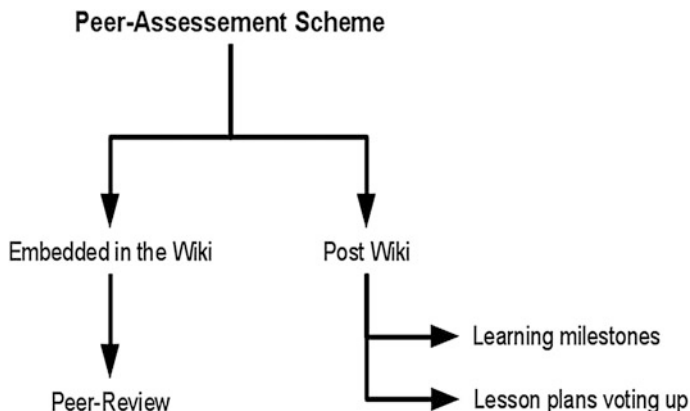 Peer-Assessement Scheme
Embedded in the Wiki
Post Wiki
Learning milestones
Peer-Review
Lesson plans voting up